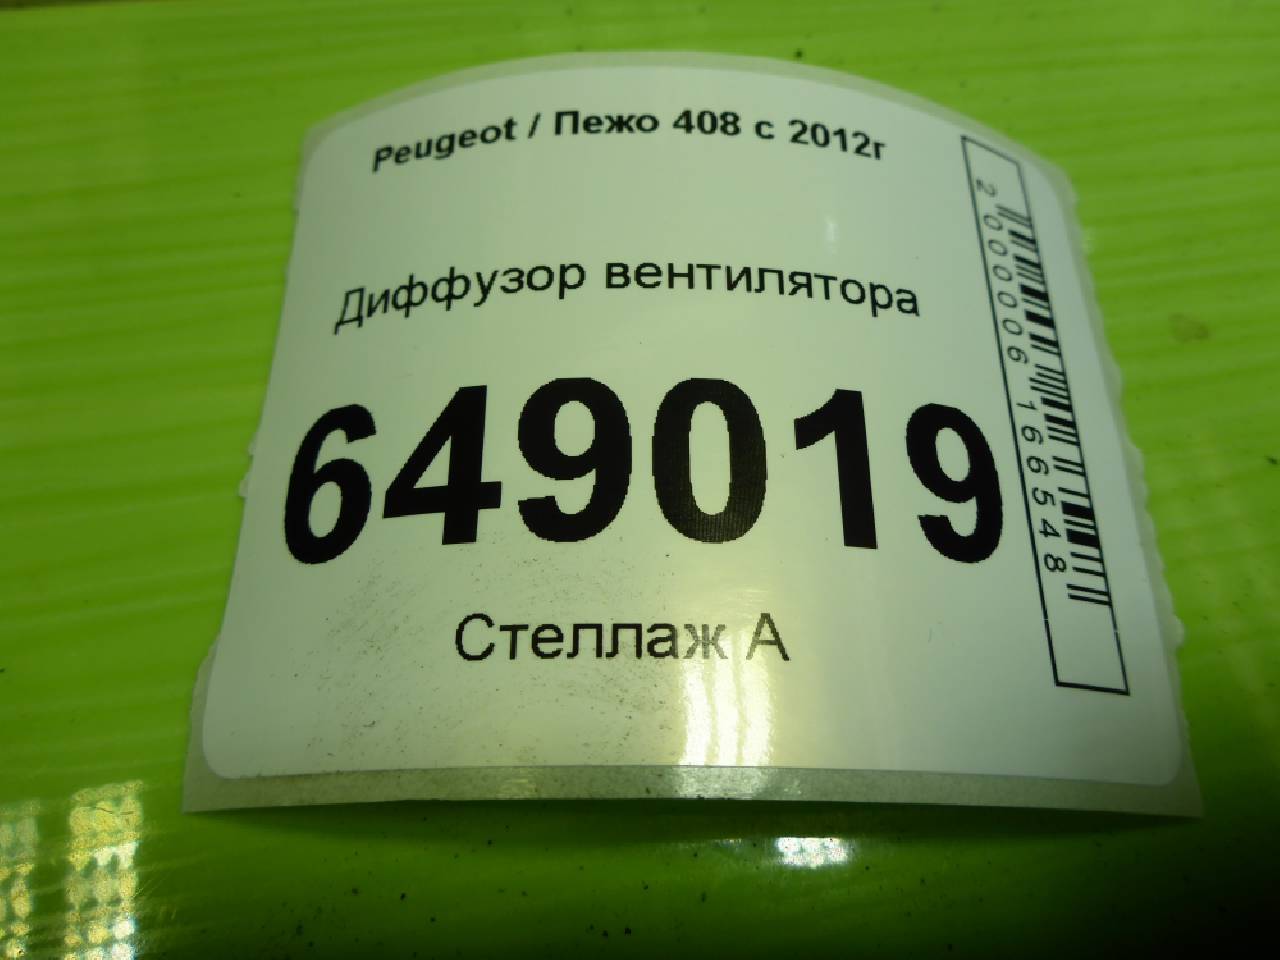 Peugeot / Пежо 408 с 2012г
Диффузор вентилятора
649019
Стеллаж А
2000006166548